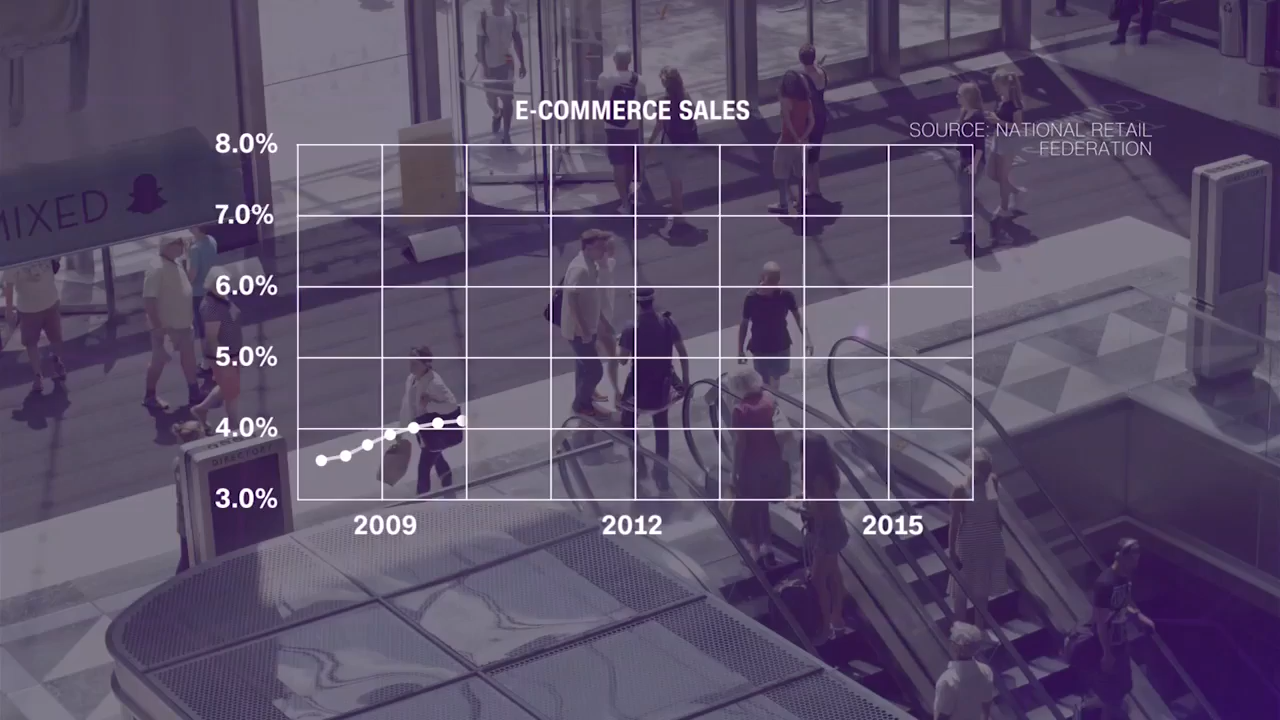 E-COMMERCE SALES
SOURCE: NATIONAL RETAIL
FEDERATION
8.0%
7.0%
MIXED
6.0%
5.0%
4.0%
DIRECTORY
3.0%
2009 2012 2015